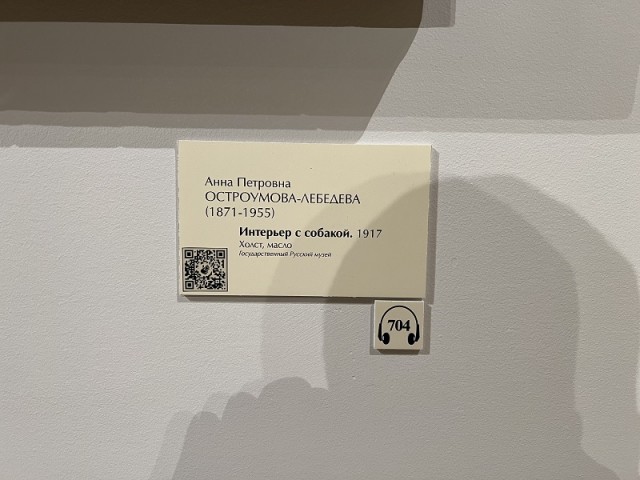 Анна Петровна
ОСТРОУМОВА-ЛЕБЕДЕВА
(1871-1955)
Интерьер с собакой. 1917
Холст, масло
Государственный Русский музей
704